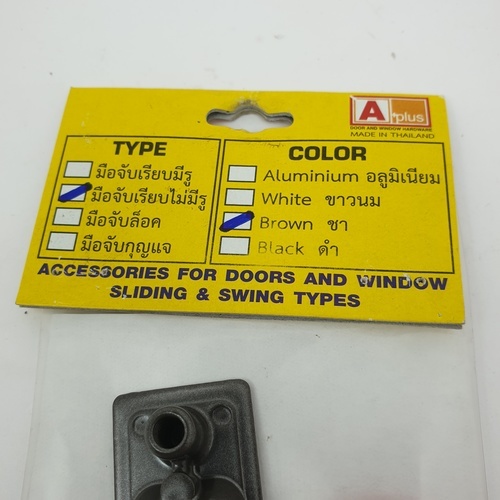 A+plus
DOOR AND WINDOW HARDWARE
MADE IN THAILAND
TYPE
มือจับเรียบมีรู
มือจับเรียบไม่มีรู
มือจับล็อค
มือจับกุญแจ
COLOR
Aluminium อลูมิเนียม
White ขาวนม
Brown ชา
Black ดำ
ACCESSORIES FOR DOORS AND WINDOW
SLIDING & SWING TYPES